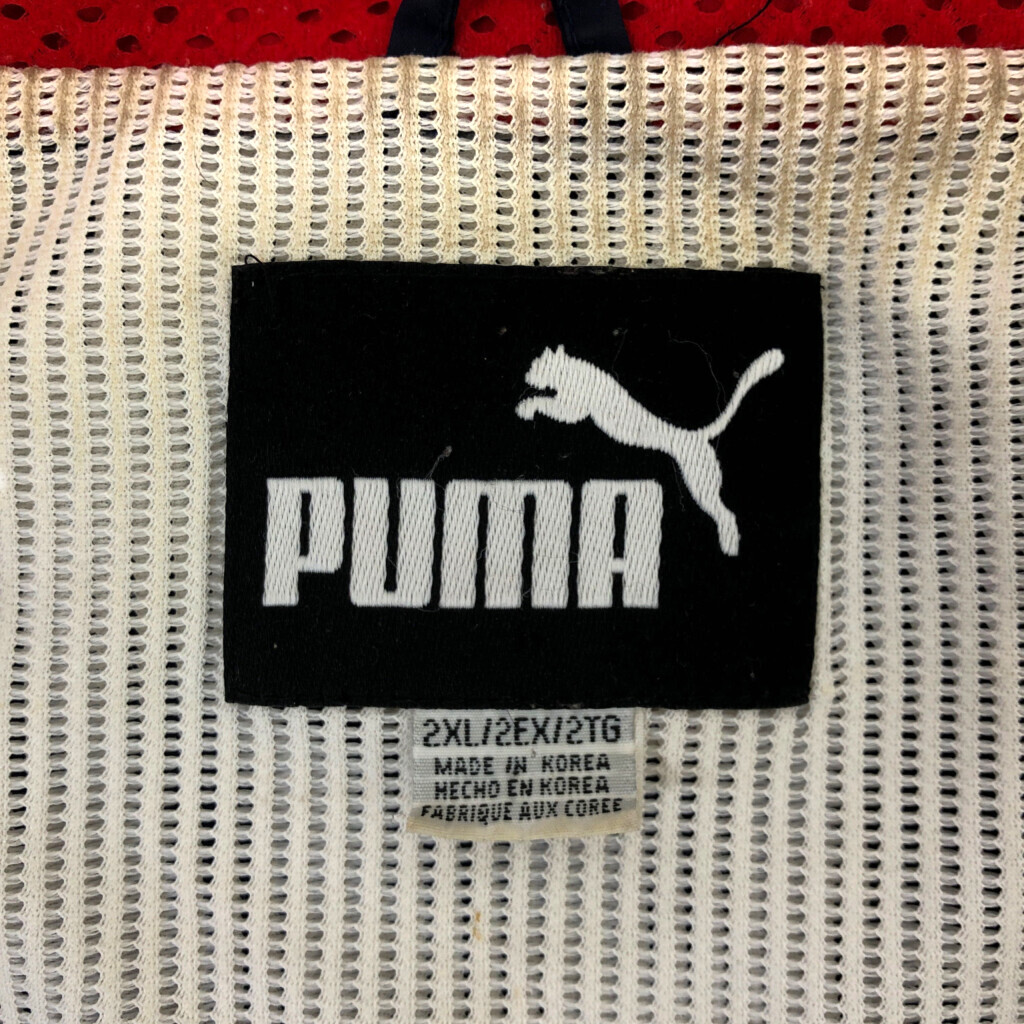 PUMA
2XL/2EX/2TG
MADE IN KOREA
HECHO EN KOREA
FABRIQUE AUX COREE